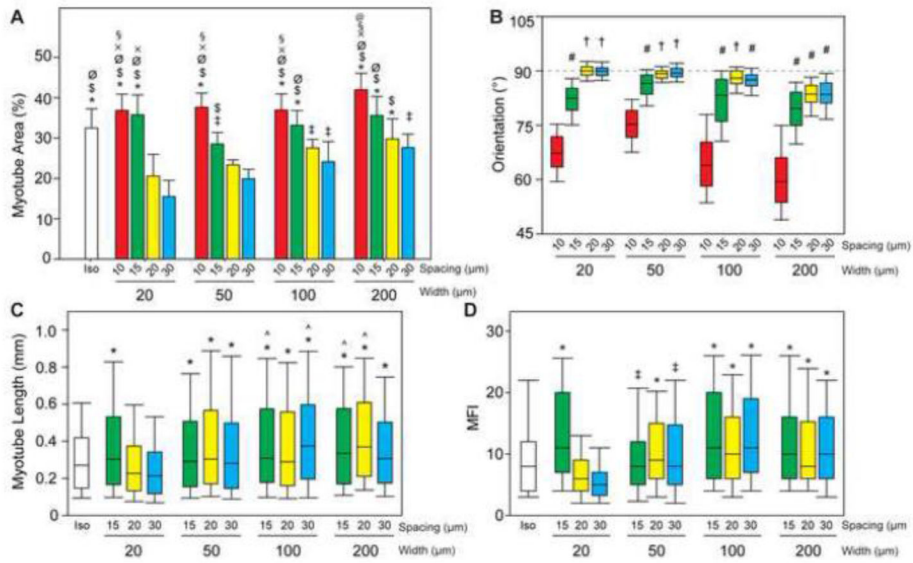 A
Myotube Area (%)
50
40
30
20
10
0
Ø
$
*
§
×
Ø
$
*
×
Ø
$
*
§
×
Ø
$
*
$
‡
§
×
Ø
$
*
Ø
$
*
‡
‡
@
§
×
Ø
$
*
Ø
$
*
$
*
‡
Iso 10 15 20 30 10 15 20 30 10 15 20 30 10 15 20 30 Spacing (µm)
20 50 100 200 Width (µm)
B
Orientation (°)
105
90
75
60
45
# † † # † † # † # # # #
10 15 20 30 10 15 20 30 10 15 20 30 10 15 20 30 Spacing (µm)
20 50 100 200 Width (µm)
C
Myotube Length (mm)
1.0
0.8
0.6
0.4
0.2
0
^ ^ ^ ^
* * * * * * * * * *
Iso 15 20 30 15 20 30 15 20 30 15 20 30 Spacing (µm)
20 50 100 200 Width (µm)
D
MFI
30
20
10
0
* ‡ * ‡ * * * * * *
Iso 15 20 30 15 20 30 15 20 30 15 20 30 Spacing (µm
20 50 100 200 Width (µm)